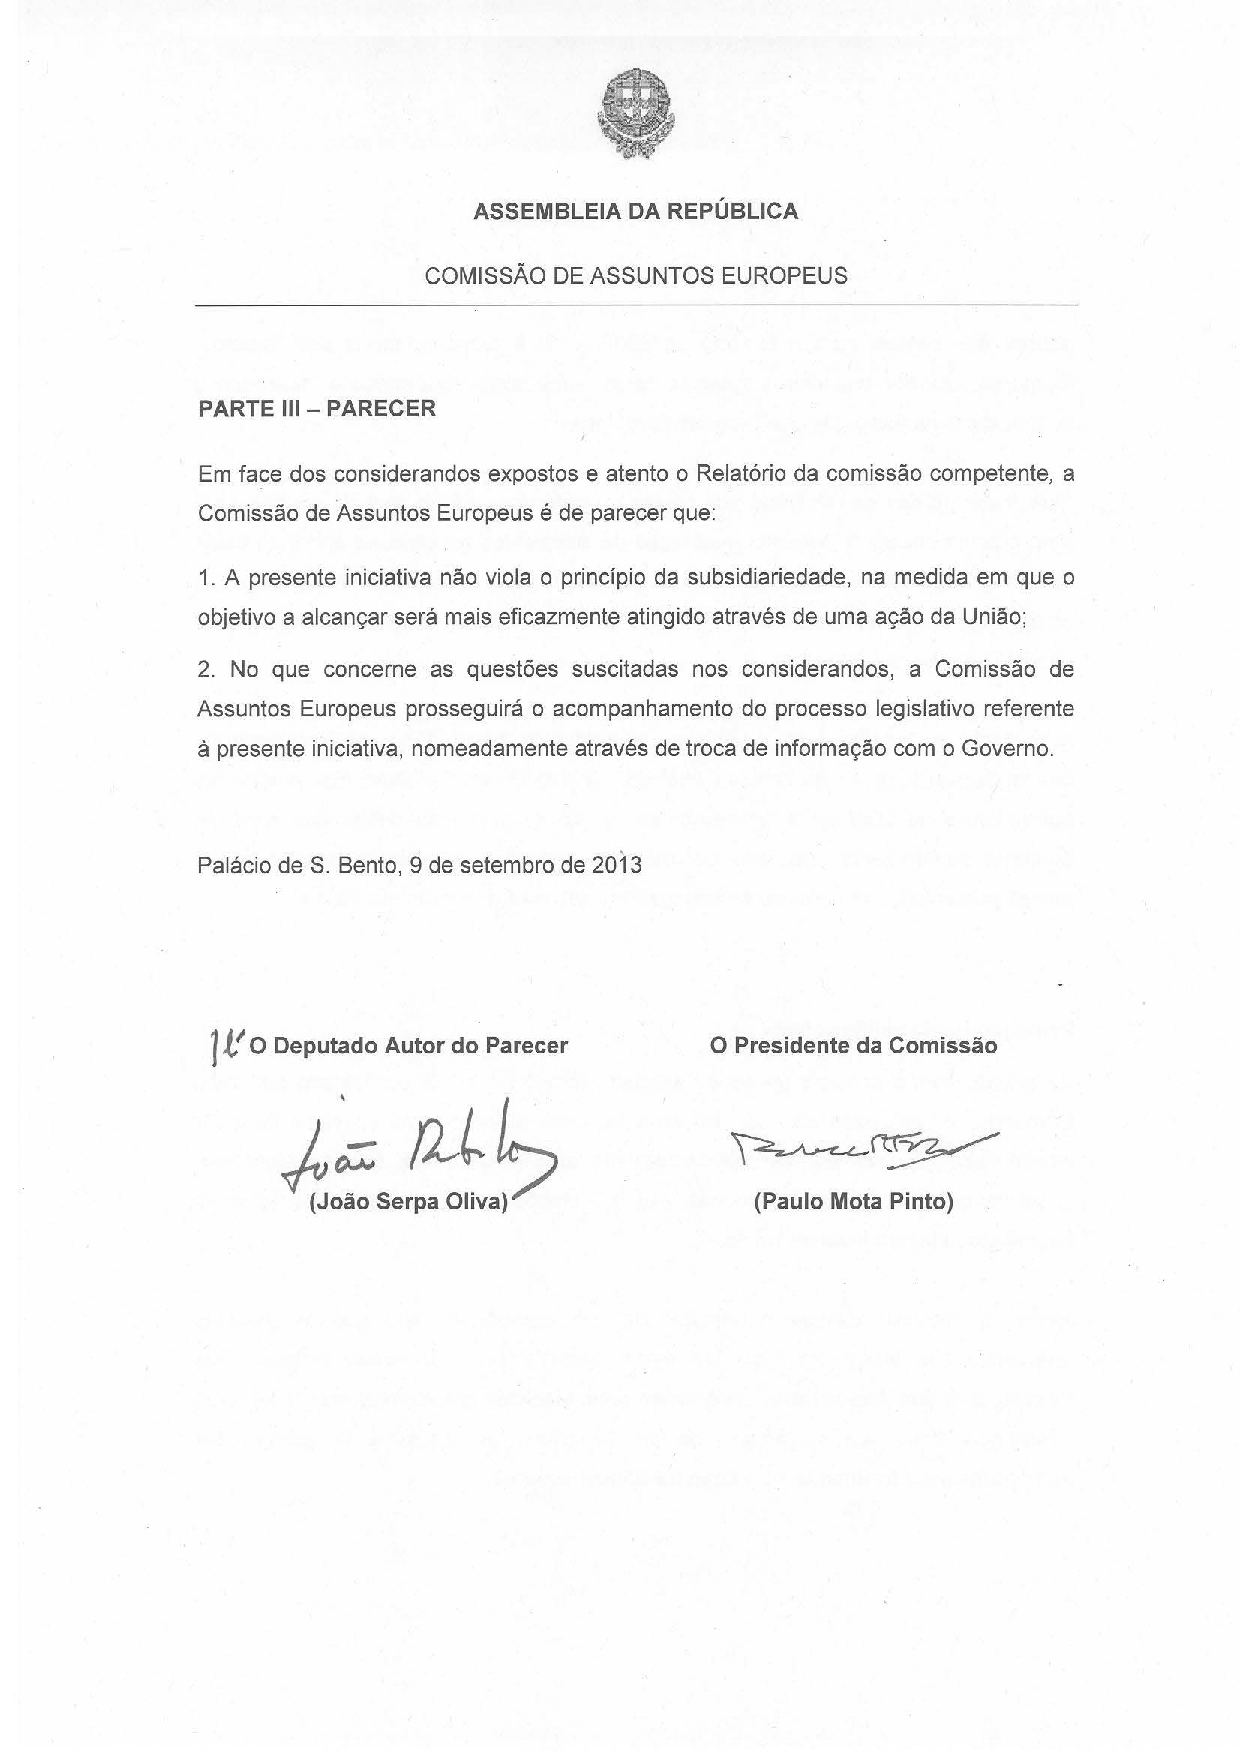 ASSEMBLEIA DA REPÚBLICA
COMISSÃO DE ASSUNTOS EUROPEUS
PARTE III – PARECER
Em face dos considerandos expostos e atento o Relatório da comissão competente, a
Comissão de Assuntos Europeus é de parecer que:
1. A presente iniciativa não viola o princípio da subsidiariedade, na medida em que o
objetivo a alcançar será mais eficazmente atingido através de uma ação da União;
2. No que concerne as questões suscitadas nos considerandos, a Comissão de
Assuntos Europeus prosseguirá o acompanhamento do processo legislativo referente
à presente iniciativa, nomeadamente através de troca de informação com o Governo.
Palácio de S. Bento, 9 de setembro de 2013
O Deputado Autor do Parecer O Presidente da Comissão
João
(João Serpa Oliva) (Paulo Mota Pinto)